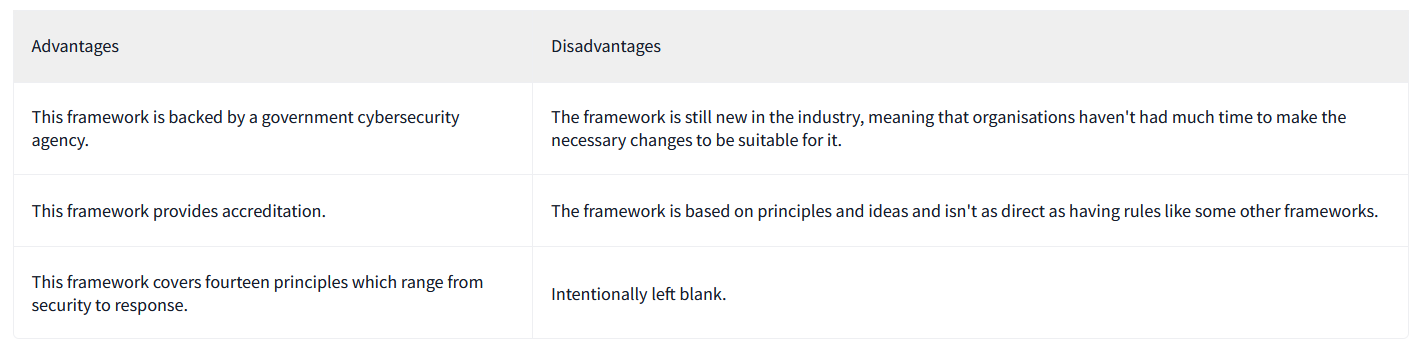 Advantages
Disadvantages
This framework is backed by a government cybersecurity
agency.
The framework is still new in the industry, meaning that organisations haven't had much time to make the
necessary changes to be suitable for it.
This framework provides accreditation.
The framework is based on principles and ideas and isn't as direct as having rules like some other frameworks.
This framework covers fourteen principles which range from
security to response.
Intentionally left blank.